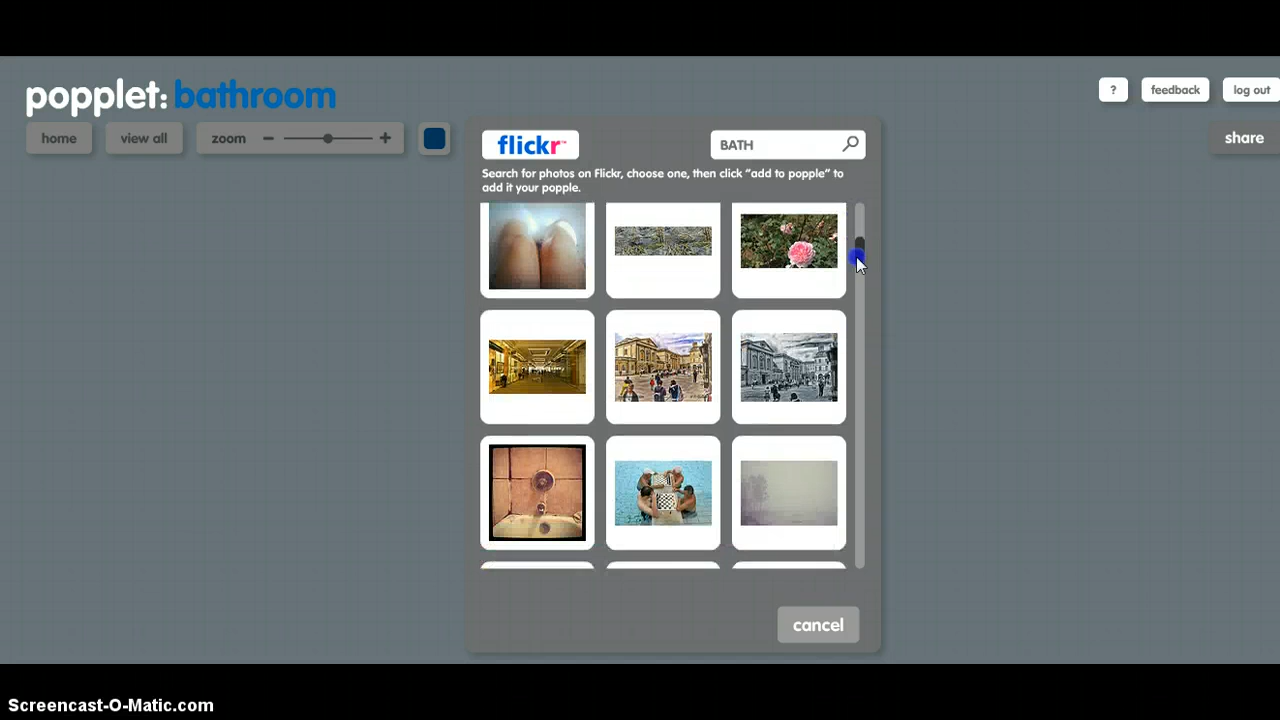 popplet: bathroom
? feedback log out
home view all zoom - + share
flickr™ BATH
Search for photos on Flickr, choose one, then click "add to popple" to
add it your popple.
cancel
Screencast-O-Matic.com